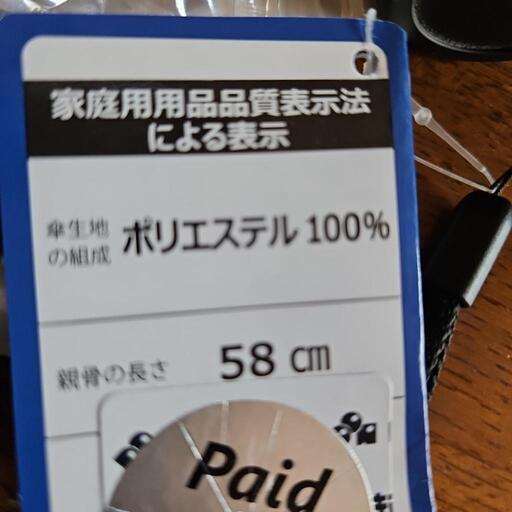 家庭用用品品質表示法
による表示
傘生地
の組成
ポリエステル 100%
親骨の長さ 58 cm
Paid